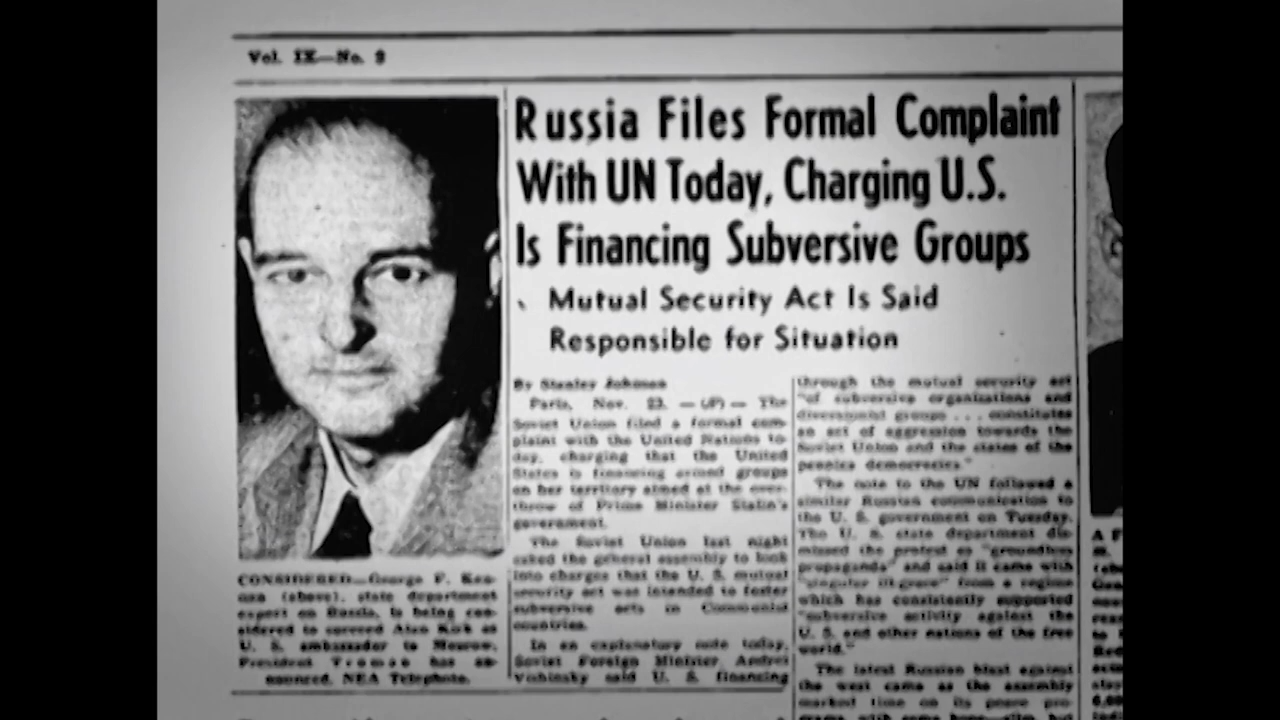 Vol. IX—No. 9
Russia Files Formal Complaint
With UN Today, Charging U.S.
Is Financing Subversive Groups
Mutual Security Act Is Said
Responsible for Situation
By Stanley Johnson
Paris, Nov. 23. — (AP) — The
Soviet Union filed a formal com-
plaint with the United Nations to-
day, charging that the United
States is financing armed groups
on her territory aimed at the over-
throw of Prime Minister Stalin's
government.
The Soviet Union last night
asked the general assembly to look
into charges that the U. S. mutual
security act was intended to foster
subversive acts in Communist
countries.
In an explanatory note today,
Soviet Foreign Minister Andrei
Vishinsky said U. S. financing
through the mutual security act
"of subversive organizations and
diversionist groups . . . constitutes
an act of aggression towards the
Soviet Union and the states of the
peoples democracies."
The note to the UN followed a
similar Russian communication to
the U. S. government on Tuesday.
The U. S. state department dis-
missed the protest as "groundless
propaganda" and said it came with
"singular ill grace" from a regime
which has consistently supported
"subversive activity against the
U. S. and other nations of the free
world."
The latest Russian blast against
the west came as the assembly
marked time on its peace pro-
CONSIDERED—George F. Ken-
nan (above), state department
expert on Russia, is being con-
sidered to succeed Alan Kirk as
U. S. ambassador to Moscow,
President Truman has an-
nounced. NEA Telephoto.